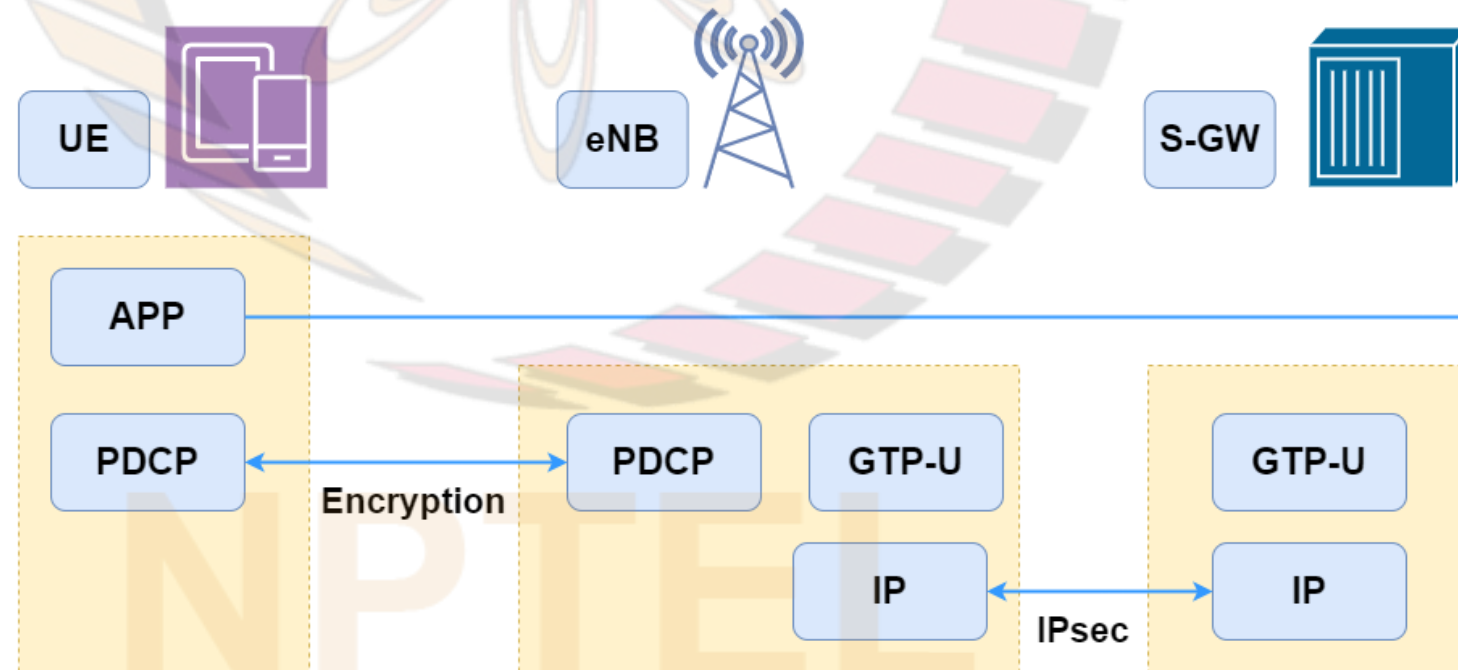 UE
eNB
S-GW
APP
PDCP
PDCP
GTP-U
GTP-U
Encryption
IP
IP
IPsec
NPTEL